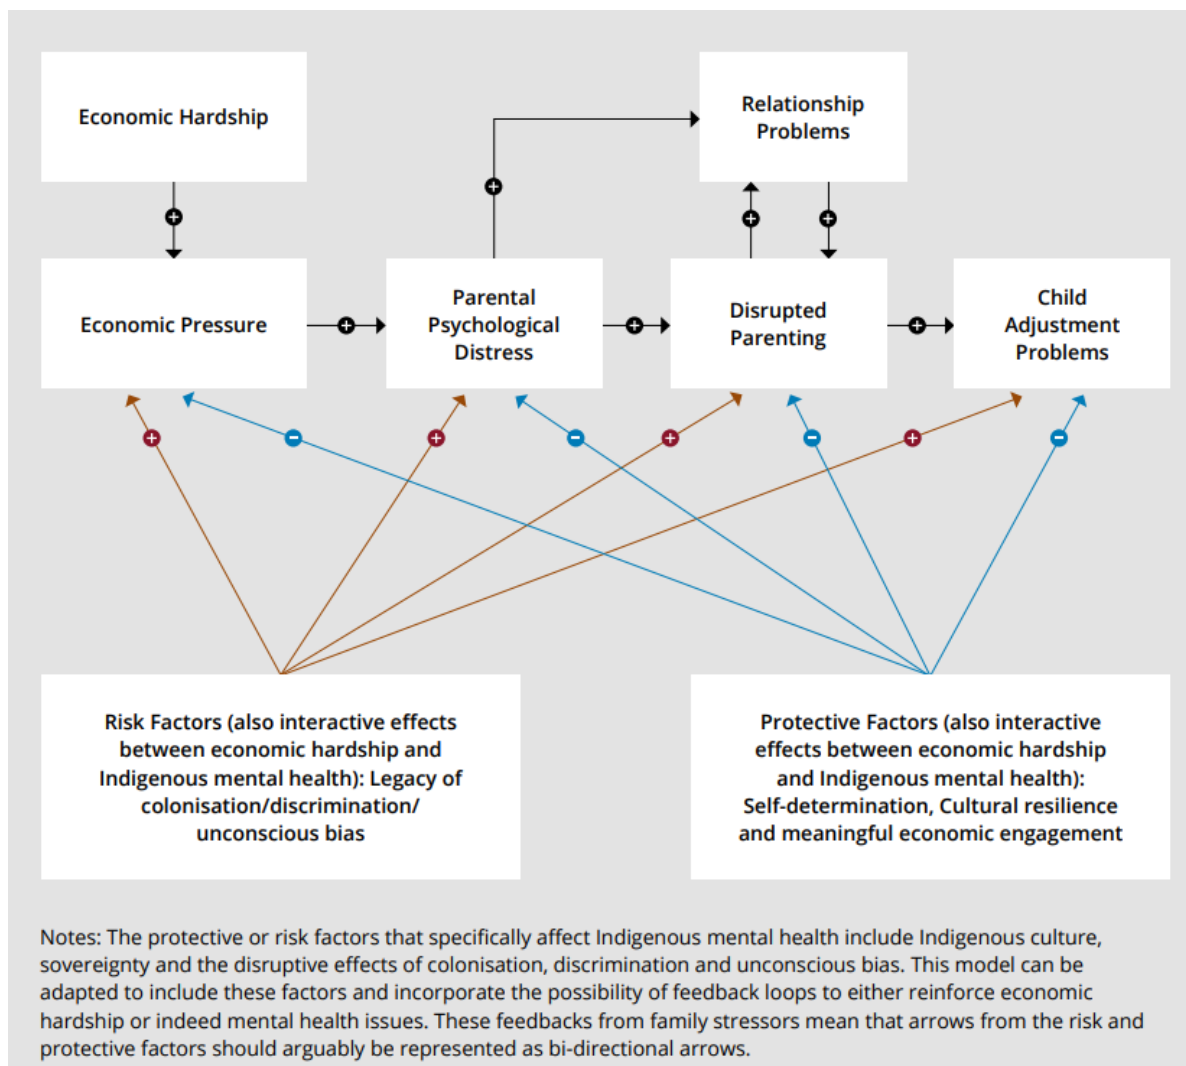 Economic Hardship
Relationship
Problems
Economic Pressure
Parental
Psychological
Distress
Disrupted
Parenting
Child
Adjustment
Problems
Risk Factors (also interactive effects
between economic hardship and
Indigenous mental health): Legacy of
colonisation/discrimination/
unconscious bias
Protective Factors (also interactive
effects between economic hardship
and Indigenous mental health):
Self-determination, Cultural resilience
and meaningful economic engagement
Notes: The protective or risk factors that specifically affect Indigenous mental health include Indigenous culture,
sovereignty and the disruptive effects of colonisation, discrimination and unconscious bias. This model can be
adapted to include these factors and incorporate the possibility of feedback loops to either reinforce economic
hardship or indeed mental health issues. These feedbacks from family stressors mean that arrows from the risk and
protective factors should arguably be represented as bi-directional arrows.